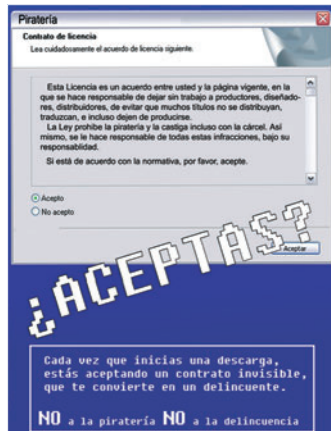 Piratería
Contrato de licencia
Lea cuidadosamente el acuerdo de licencia siguiente.
Esta Licencia es un acuerdo entre usted y la página vigente, en la
que se hace responsable de dejar sin trabajo a productores, diseñado-
res, distribuidores, de evitar que muchos títulos no se distribuyan,
traduzcan, e incluso dejen de producirse.
La Ley prohibe la piratería y la castiga incluso con la cárcel. Así
mismo, se le hace responsable de todas estas infracciones, bajo su
responsablidad.
Si está de acuerdo con la normativa, por favor, acepte.
Acepto
No acepto
Aceptar
¿ACEPTAS?
Cada vez que inicias una descarga,
estás aceptando un contrato invisible,
que te convierte en un delincuente.
NO a la piratería NO a la delincuencia